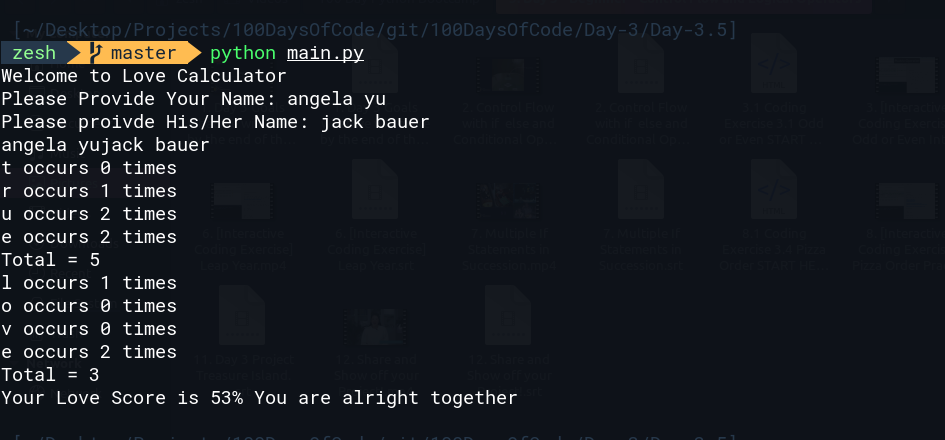 [~/Desktop/Projects/100DaysOfCode/git/100DaysOfCode/Day-3/Day-3.5]
zesh master python main.py
Welcome to Love Calculator
Please Provide Your Name: angela yu
Please proivde His/Her Name: jack bauer
angela yujack bauer
t occurs 0 times
r occurs 1 times
u occurs 2 times
e occurs 2 times
Total = 5
l occurs 1 times
o occurs 0 times
v occurs 0 times
e occurs 2 times
Total = 3
Your Love Score is 53% You are alright together